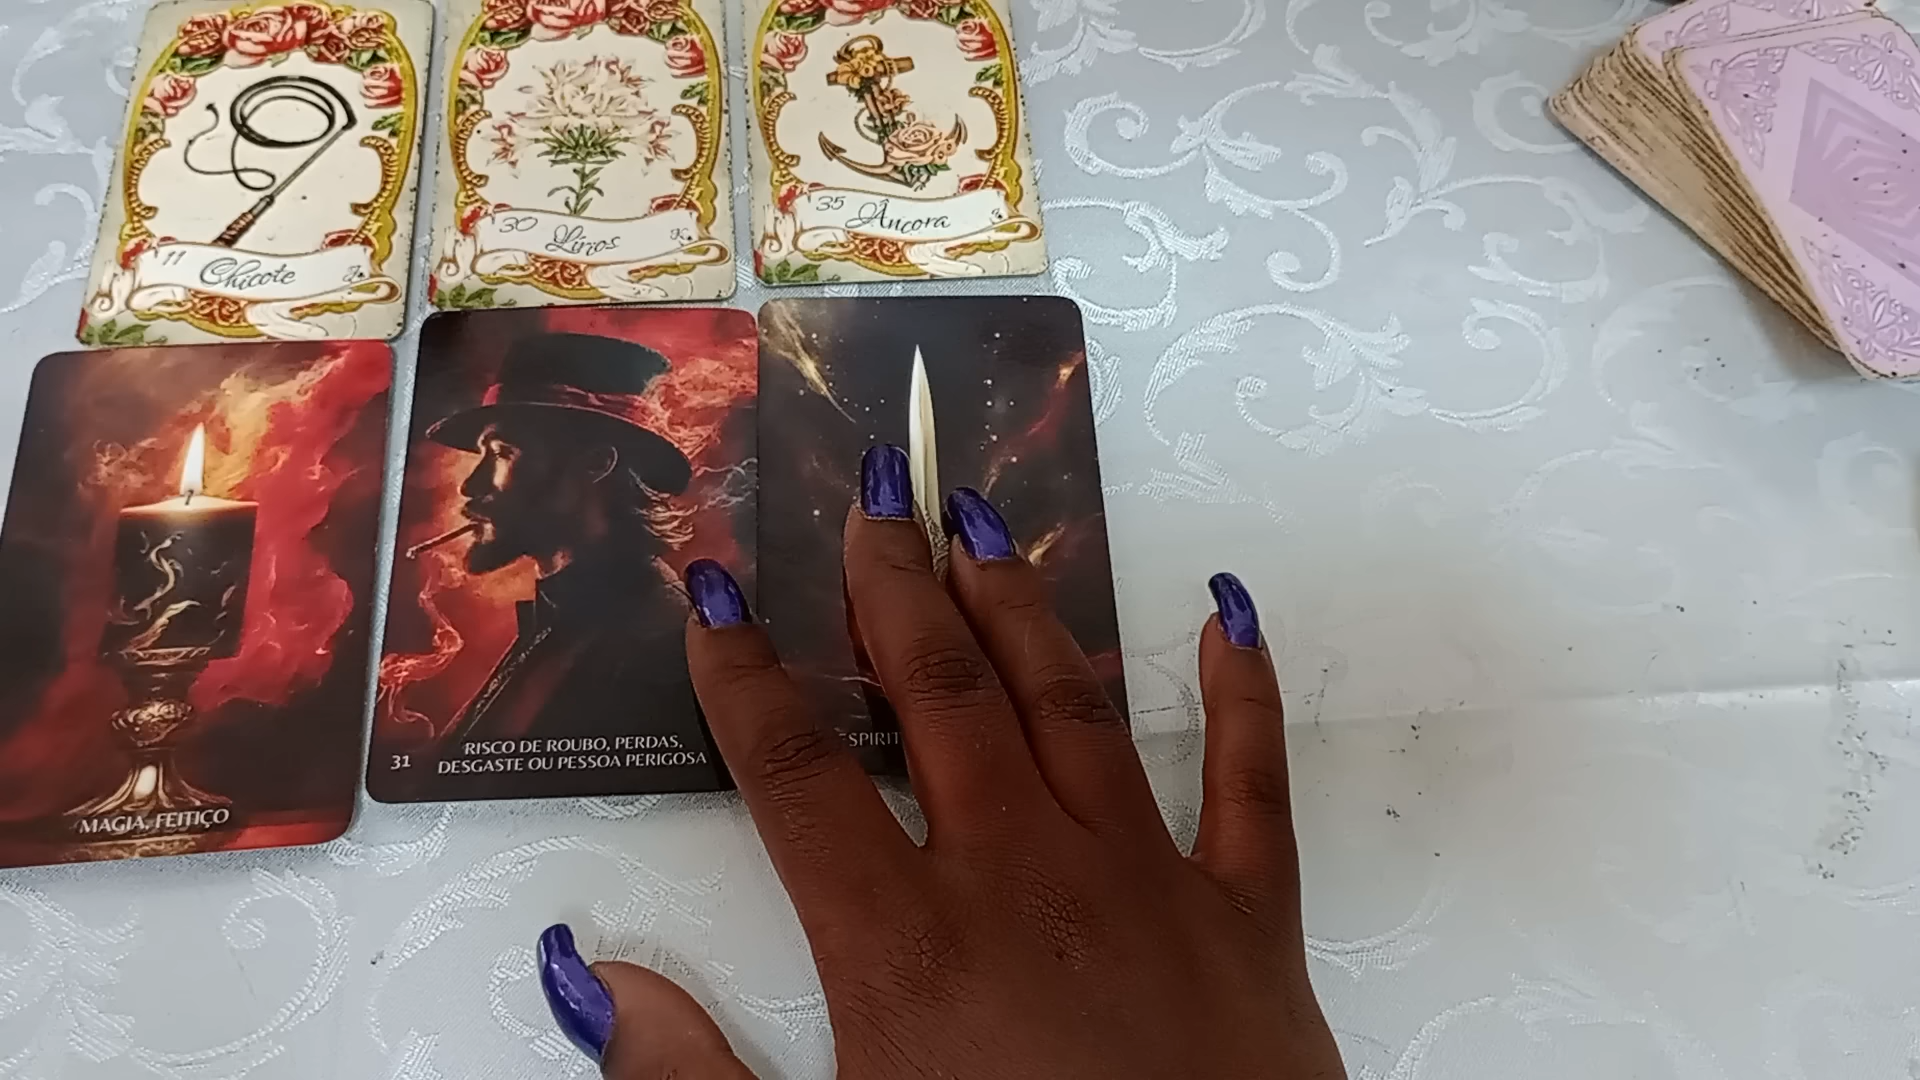 11 Chicote
30 Lírios
35 Âncora
MAGIA, FEITIÇO
31 RISCO DE ROUBO, PERDAS,
DESGASTE OU PESSOA PERIGOSA